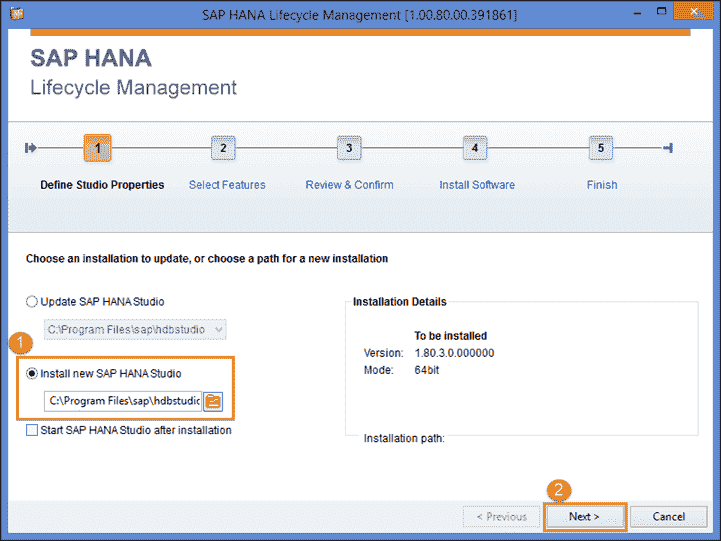 SAP HANA Lifecycle Management [1.00.80.00.391861]
SAP HANA
Lifecycle Management
1
2
3
4
5
Define Studio Properties
Select Features
Review & Confirm
Install Software
Finish
Choose an installation to update, or choose a path for a new installation
Update SAP HANA Studio
C:\Program Files\sap\hdbstudio
1
Install new SAP HANA Studio
C:\Program Files\sap\hdbstudio
Start SAP HANA Studio after installation
Installation Details
To be installed
Version: 1.80.3.0.000000
Mode: 64bit
Installation path:
2
< Previous
Next >
Cancel